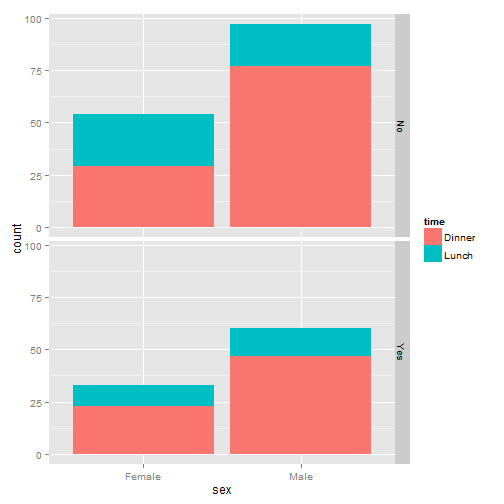 100
75
50
25
0
No
100
75
50
25
0
Yes
count
Female
Male
sex
time
Dinner
Lunch